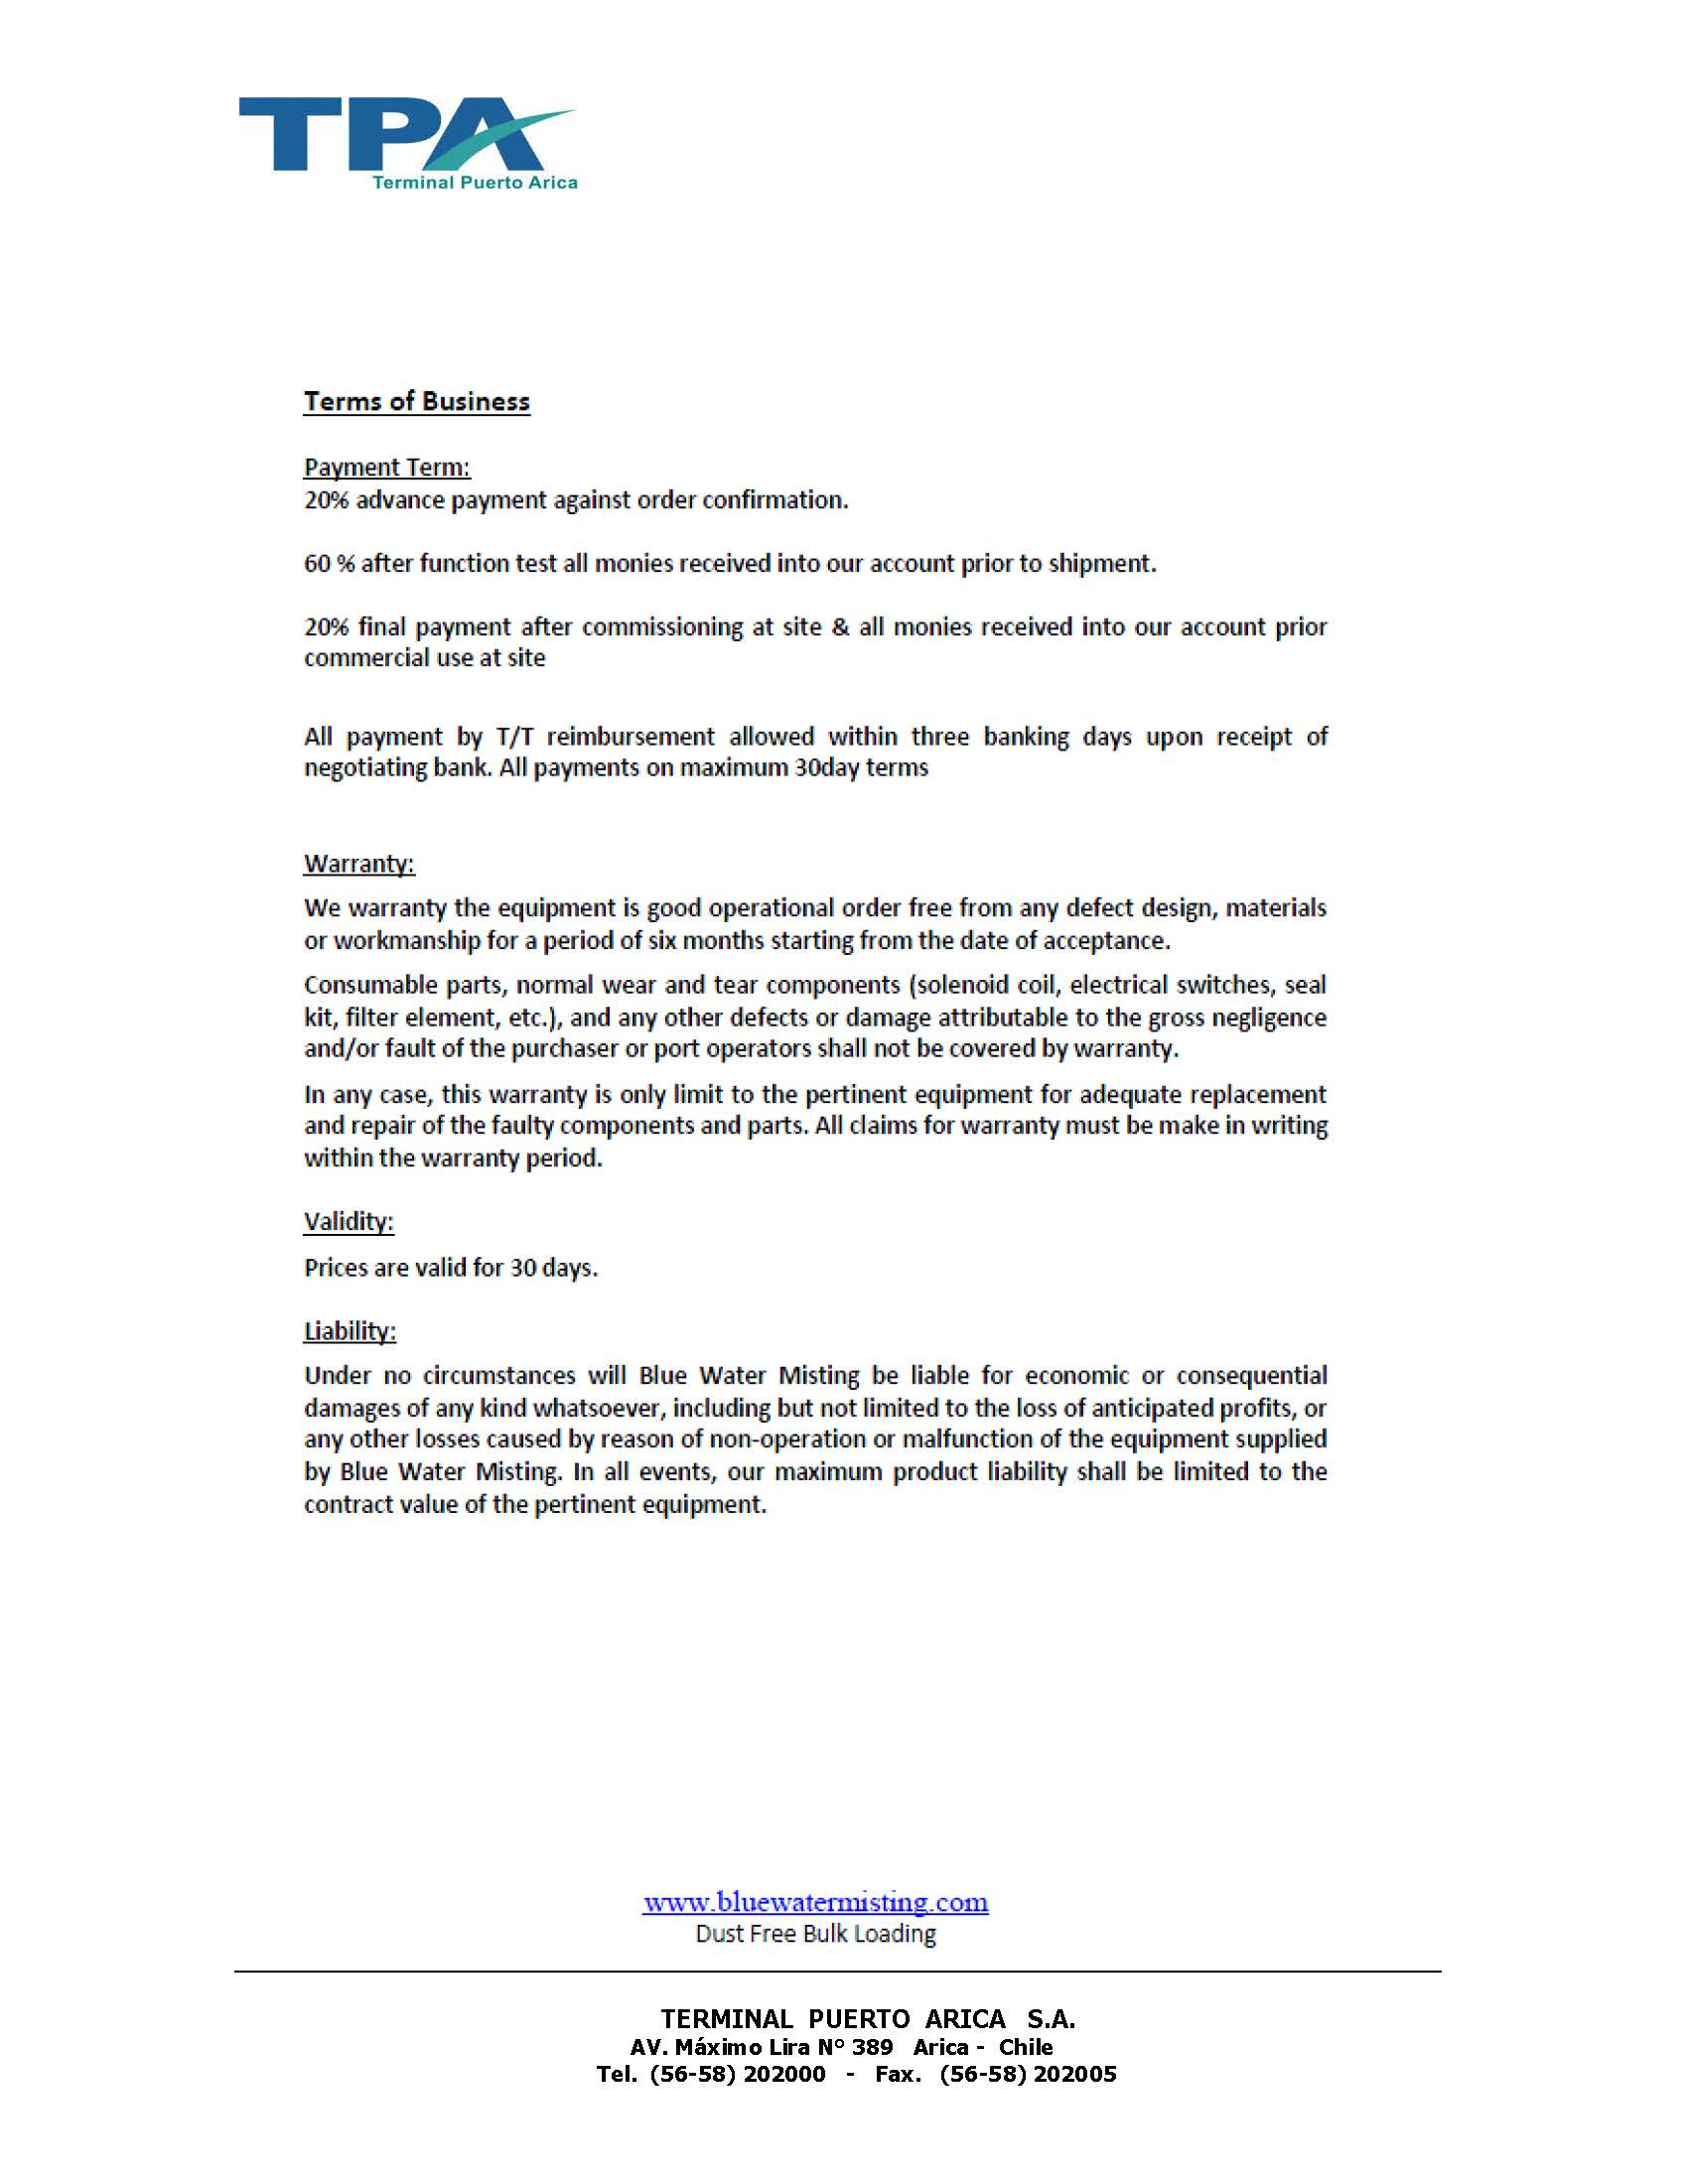 TPA
Terminal Puerto Arica
Terms of Business
Payment Term:
20% advance payment against order confirmation.
60 % after function test all monies received into our account prior to shipment.
20% final payment after commissioning at site & all monies received into our account prior
commercial use at site
All payment by T/T reimbursement allowed within three banking days upon receipt of
negotiating bank. All payments on maximum 30day terms
Warranty:
We warranty the equipment is good operational order free from any defect design, materials
or workmanship for a period of six months starting from the date of acceptance.
Consumable parts, normal wear and tear components (solenoid coil, electrical switches, seal
kit, filter element, etc.), and any other defects or damage attributable to the gross negligence
and/or fault of the purchaser or port operators shall not be covered by warranty.
In any case, this warranty is only limit to the pertinent equipment for adequate replacement
and repair of the faulty components and parts. All claims for warranty must be make in writing
within the warranty period.
Validity:
Prices are valid for 30 days.
Liability:
Under no circumstances will Blue Water Misting be liable for economic or consequential
damages of any kind whatsoever, including but not limited to the loss of anticipated profits, or
any other losses caused by reason of non-operation or malfunction of the equipment supplied
by Blue Water Misting. In all events, our maximum product liability shall be limited to the
contract value of the pertinent equipment.
www.bluewatermisting.com
Dust Free Bulk Loading
TERMINAL PUERTO ARICA S.A.
AV. Máximo Lira Nº 389 Arica - Chile
Tel. (56-58) 202000 - Fax. (56-58) 202005